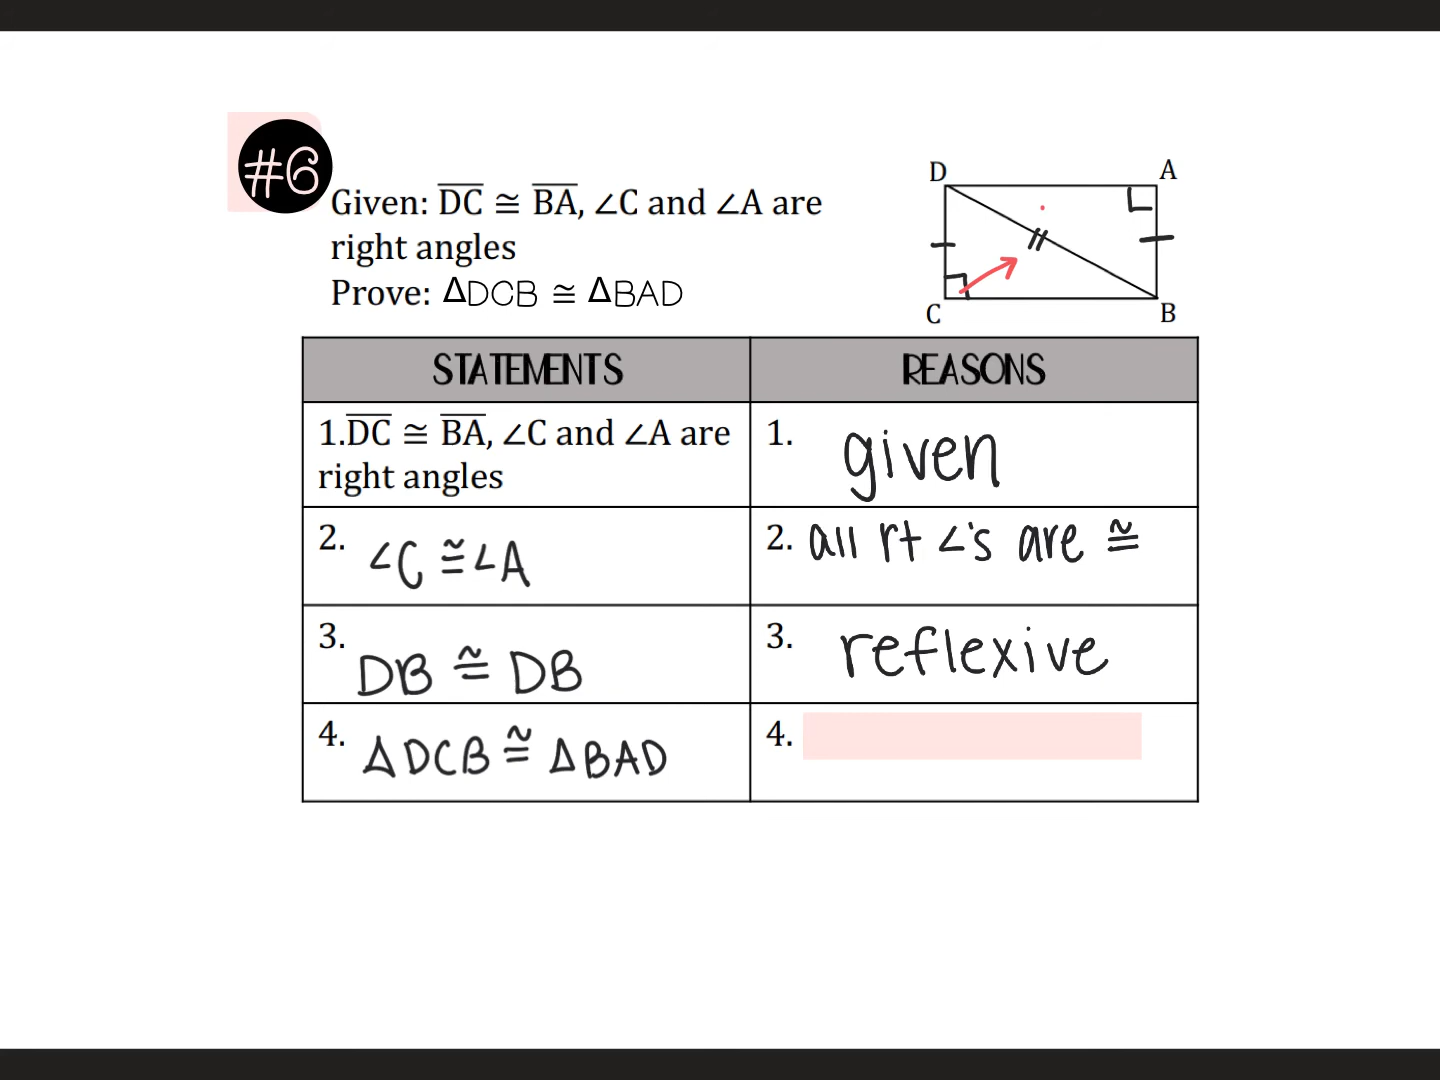 #6
Given: DC ≅ BA, ∠C and ∠A are
right angles
Prove: ΔDCB ≅ ΔBAD
D
A
C
B
STATEMENTS
REASONS
1. DC ≅ BA, ∠C and ∠A are
right angles
1. given
2. ∠C ≅ ∠A
2. all rt ∠'s are ≅
3. DB ≅ DB
3. reflexive
4. ΔDCB ≅ ΔBAD
4.